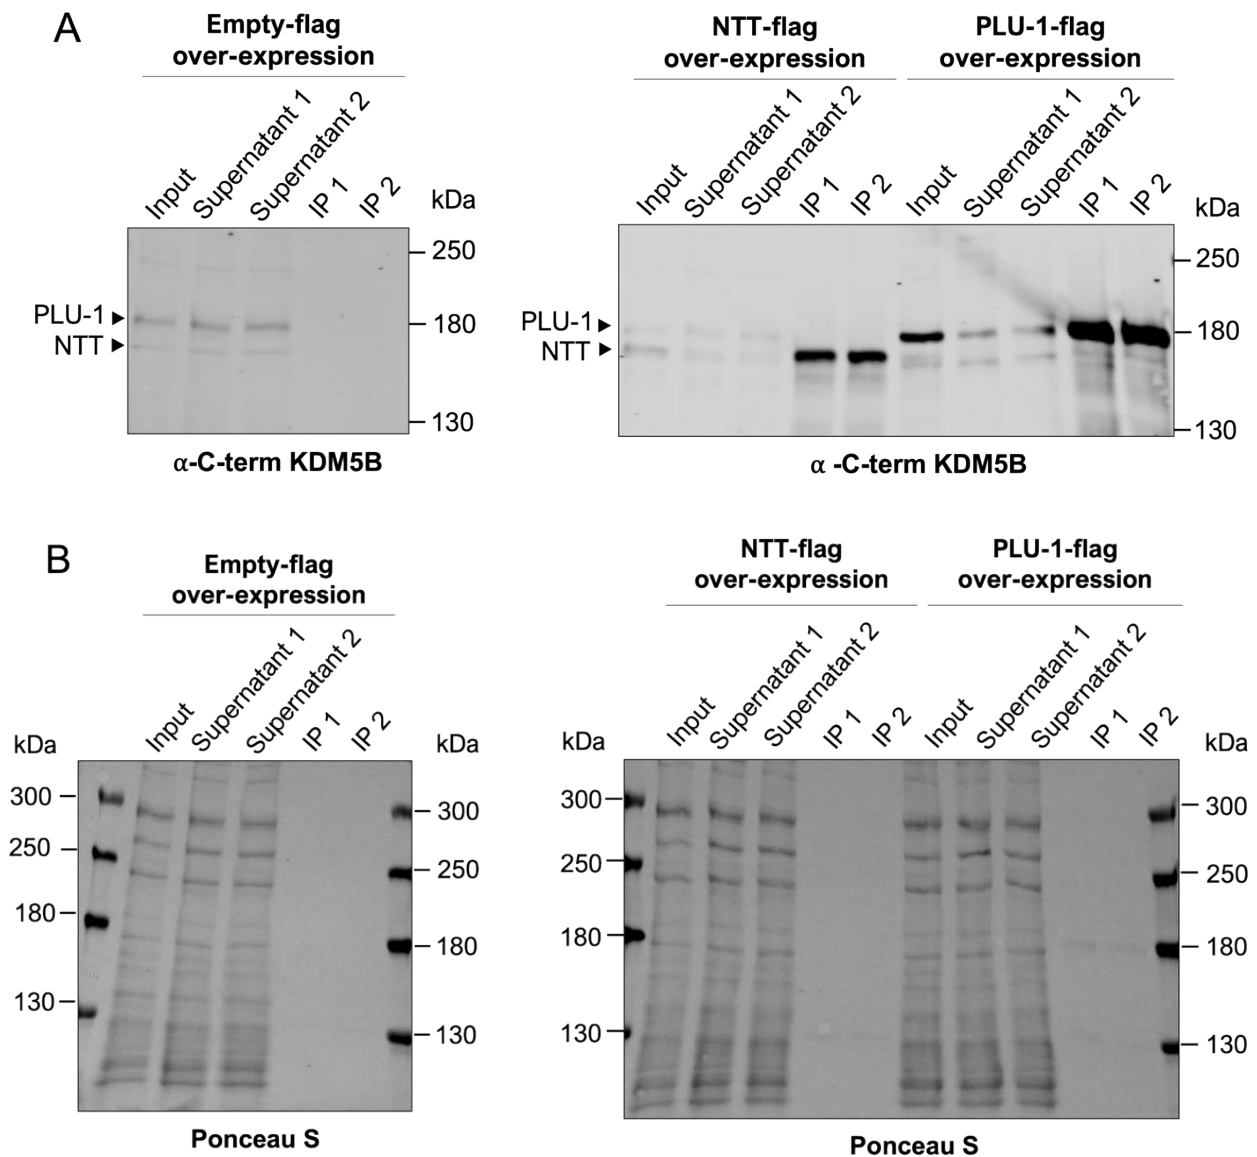 A
Empty-flag
over-expression
Input
Supernatant 1
Supernatant 2
IP 1
IP 2
kDa
250
PLU-1
180
NTT
130
α-C-term KDM5B
NTT-flag
over-expression
PLU-1-flag
over-expression
Input
Supernatant 1
Supernatant 2
IP 1
IP 2
Input
Supernatant 1
Supernatant 2
IP 1
IP 2
kDa
250
PLU-1
180
NTT
130
α -C-term KDM5B
B
Empty-flag
over-expression
Input
Supernatant 1
Supernatant 2
IP 1
IP 2
kDa
kDa
300
300
250
250
180
180
130
130
Ponceau S
NTT-flag
over-expression
PLU-1-flag
over-expression
Input
Supernatant 1
Supernatant 2
IP 1
IP 2
Input
Supernatant 1
Supernatant 2
IP 1
IP 2
kDa
kDa
300
300
250
250
180
180
130
130
Ponceau S